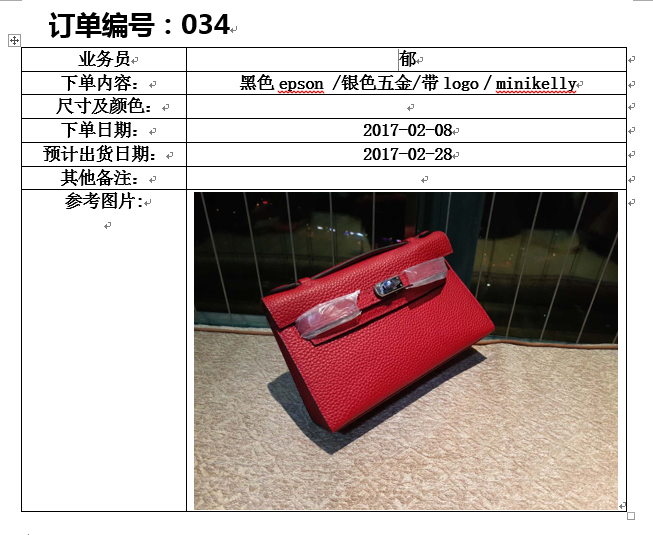 订单编号：034
业务员 郁
下单内容： 黑色 epson /银色五金/带 logo / minikelly
尺寸及颜色：
下单日期： 2017-02-08
预计出货日期： 2017-02-28
其他备注：
参考图片: